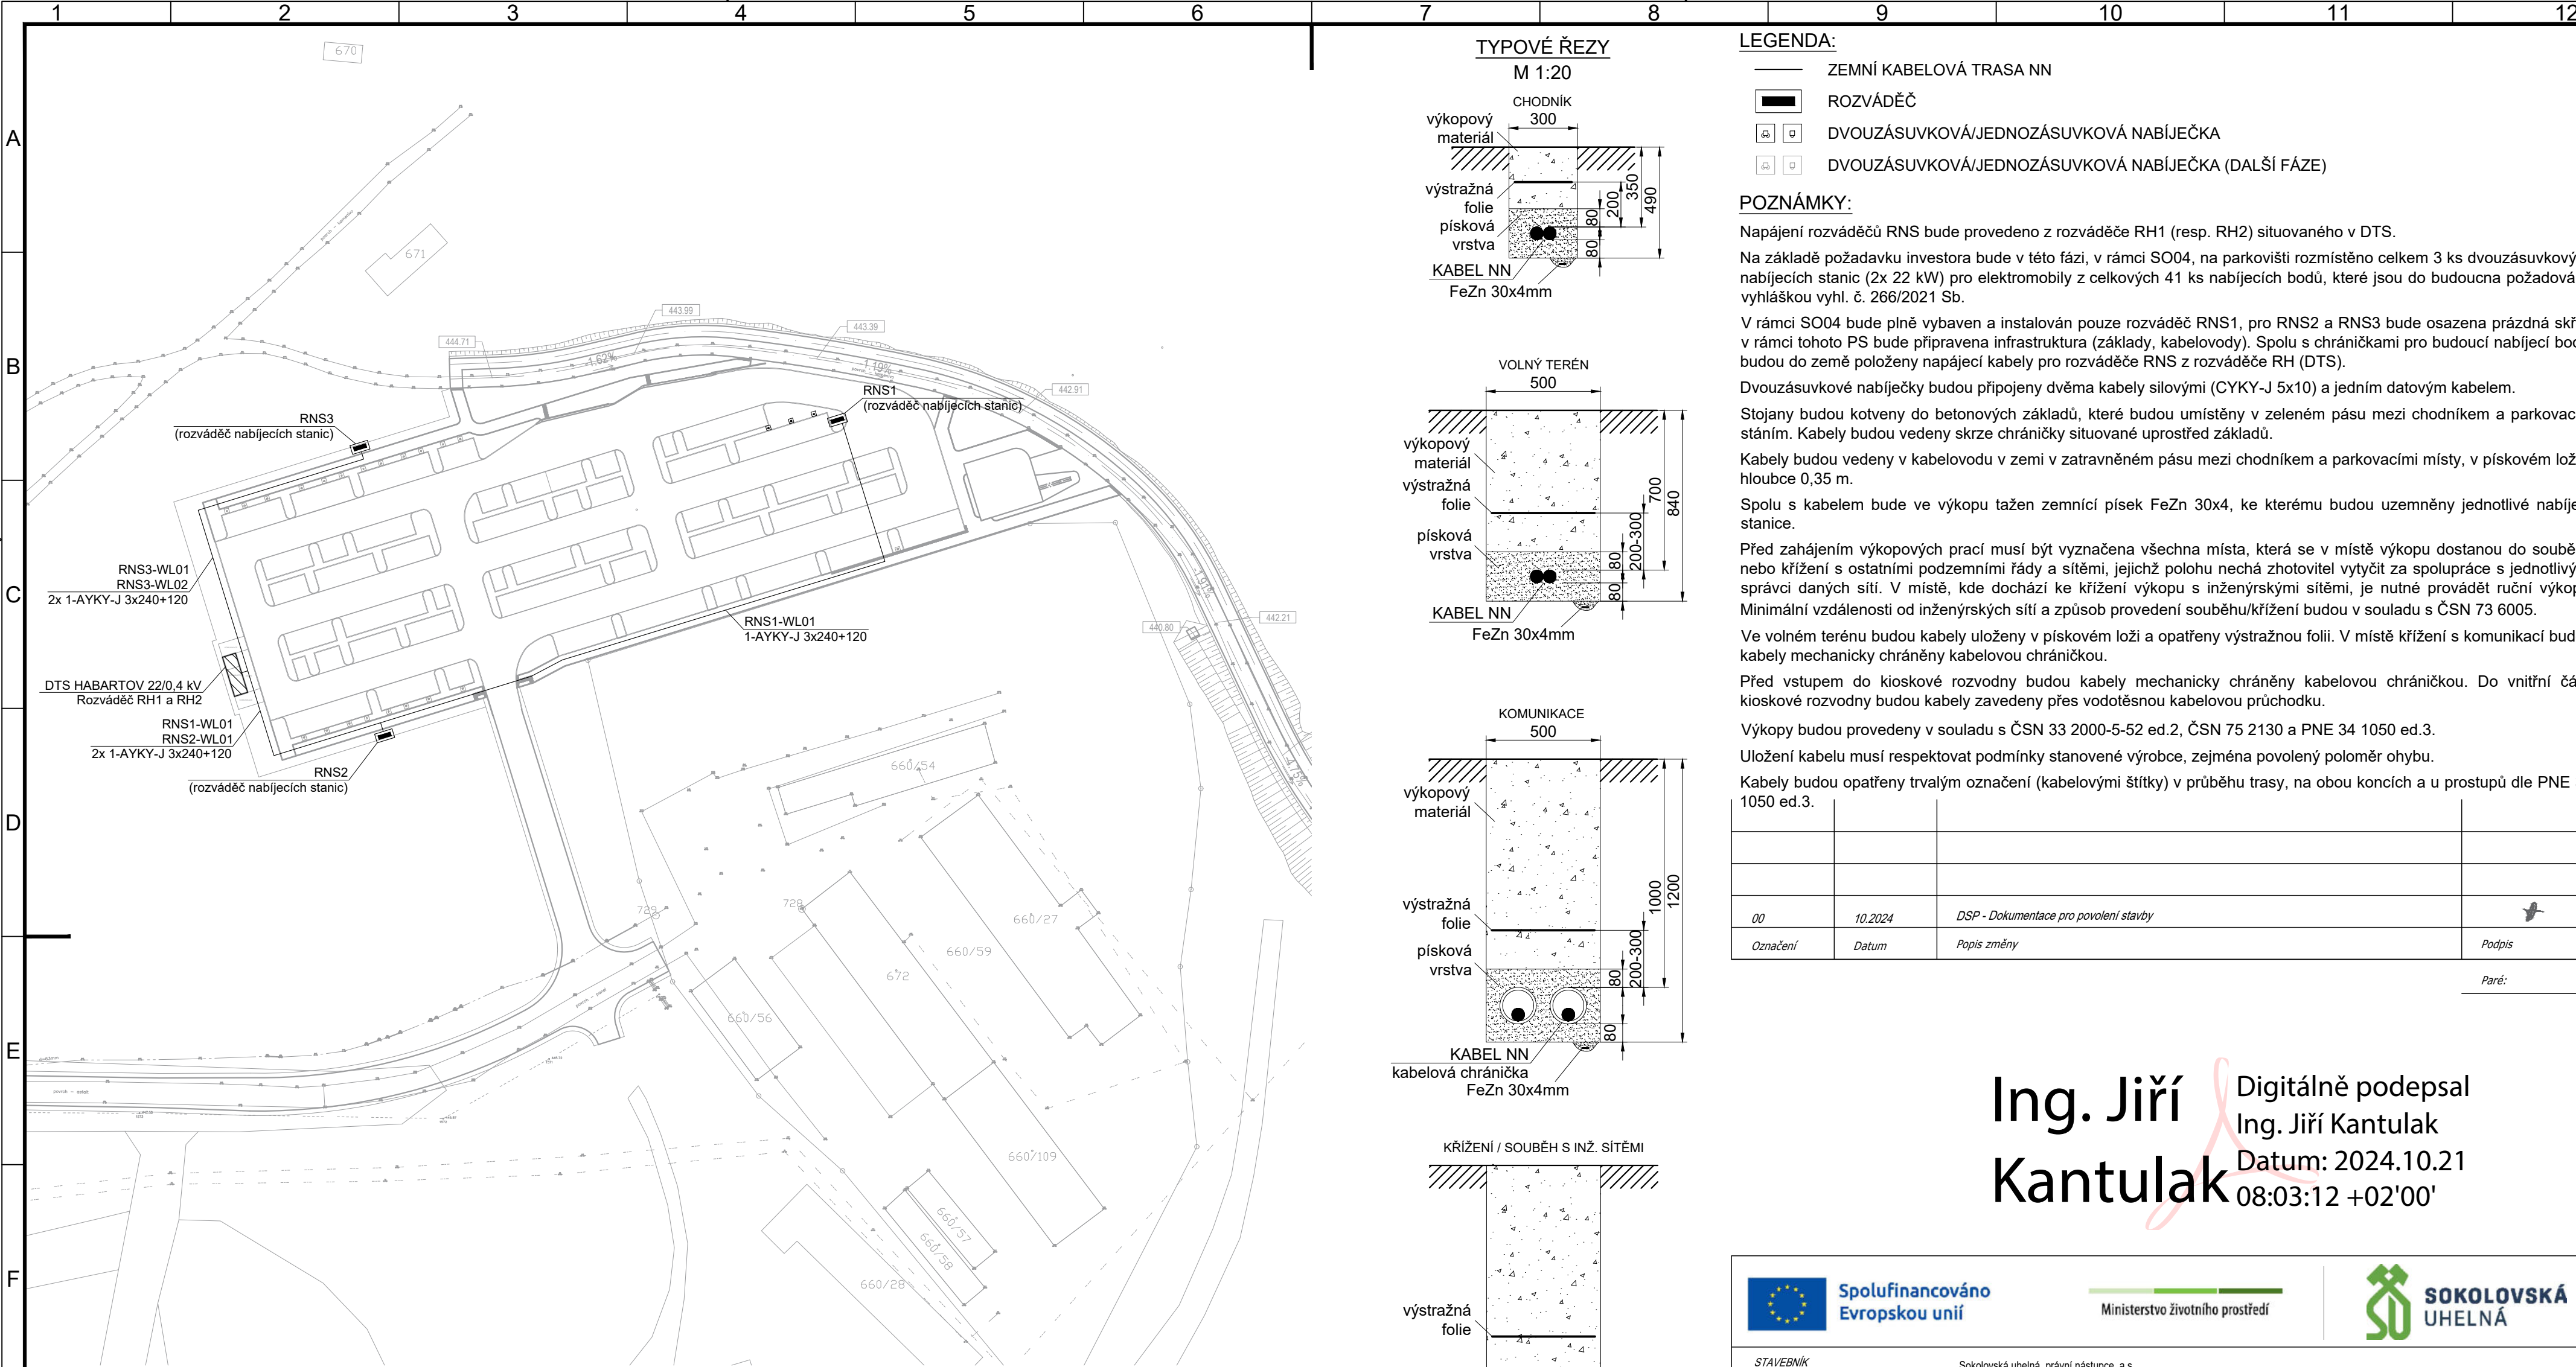 1 2 3 4 5 6 7 8 9 10 11 12
A
B
C
D
E
F
670
671
444.71
443.99
443.39
442.91
442.21
440.80
-1.62%
-1.19%
RNS1
(rozváděč nabíjecích stanic)
RNS3
(rozváděč nabíjecích stanic)
RNS3-WL01
RNS3-WL02
2x 1-AYKY-J 3x240+120
RNS1-WL01
1-AYKY-J 3x240+120
DTS HABARTOV 22/0,4 kV
Rozváděč RH1 a RH2
RNS1-WL01
RNS2-WL01
2x 1-AYKY-J 3x240+120
RNS2
(rozváděč nabíjecích stanic)
660/54
729
728
660/27
660/59
672
660/56
660/109
660/57
660/58
660/28
TYPOVÉ ŘEZY
M 1:20
CHODNÍK
300
výkopový
materiál
výstražná
folie
písková
vrstva
KABEL NN
FeZn 30x4mm
80
80
200
350
490
VOLNÝ TERÉN
500
výkopový
materiál
výstražná
folie
písková
vrstva
KABEL NN
FeZn 30x4mm
80
80
200-300
700
840
KOMUNIKACE
500
výkopový
materiál
výstražná
folie
písková
vrstva
KABEL NN
kabelová chránička
FeZn 30x4mm
80
80
200-300
1000
1200
KŘÍŽENÍ / SOUBĚH S INŽ. SÍTĚMI
výstražná
folie
LEGENDA:
ZEMNÍ KABELOVÁ TRASA NN
ROZVÁDĚČ
DVOUZÁSUVKOVÁ/JEDNOZÁSUVKOVÁ NABÍJEČKA
DVOUZÁSUVKOVÁ/JEDNOZÁSUVKOVÁ NABÍJEČKA (DALŠÍ FÁZE)
POZNÁMKY:
Napájení rozváděčů RNS bude provedeno z rozváděče RH1 (resp. RH2) situovaného v DTS.
Na základě požadavku investora bude v této fázi, v rámci SO04, na parkovišti rozmístěno celkem 3 ks dvouzásuvkový
nabíjecích stanic (2x 22 kW) pro elektromobily z celkových 41 ks nabíjecích bodů, které jsou do budoucna požadová
vyhláškou vyhl. č. 266/2021 Sb.
V rámci SO04 bude plně vybaven a instalován pouze rozváděč RNS1, pro RNS2 a RNS3 bude osazena prázdná skř
v rámci tohoto PS bude připravena infrastruktura (základy, kabelovody). Spolu s chráničkami pro budoucí nabíjecí bod
budou do země položeny napájecí kabely pro rozváděče RNS z rozváděče RH (DTS).
Dvouzásuvkové nabíječky budou připojeny dvěma kabely silovými (CYKY-J 5x10) a jedním datovým kabelem.
Stojany budou kotveny do betonových základů, které budou umístěny v zeleném pásu mezi chodníkem a parkovac
stáním. Kabely budou vedeny skrze chráničky situované uprostřed základů.
Kabely budou vedeny v kabelovodu v zemi v zatravněném pásu mezi chodníkem a parkovacími místy, v pískovém lož
hloubce 0,35 m.
Spolu s kabelem bude ve výkopu tažen zemnící písek FeZn 30x4, ke kterému budou uzemněny jednotlivé nabíje
stanice.
Před zahájením výkopových prací musí být vyznačena všechna místa, která se v místě výkopu dostanou do soubě
nebo křížení s ostatními podzemními řády a sítěmi, jejichž polohu nechá zhotovitel vytyčit za spolupráce s jednotlivý
správci daných sítí. V místě, kde dochází ke křížení výkopu s inženýrskými sítěmi, je nutné provádět ruční výkop
Minimální vzdálenosti od inženýrských sítí a způsob provedení souběhu/křížení budou v souladu s ČSN 73 6005.
Ve volném terénu budou kabely uloženy v pískovém loži a opatřeny výstražnou folii. V místě křížení s komunikací bud
kabely mechanicky chráněny kabelovou chráničkou.
Před vstupem do kioskové rozvodny budou kabely mechanicky chráněny kabelovou chráničkou. Do vnitřní čá
kioskové rozvodny budou kabely zavedeny přes vodotěsnou kabelovou průchodku.
Výkopy budou provedeny v souladu s ČSN 33 2000-5-52 ed.2, ČSN 75 2130 a PNE 34 1050 ed.3.
Uložení kabelu musí respektovat podmínky stanovené výrobce, zejména povolený poloměr ohybu.
Kabely budou opatřeny trvalým označení (kabelovými štítky) v průběhu trasy, na obou koncích a u prostupů dle PNE
1050 ed.3.
00 10.2024 DSP - Dokumentace pro povolení stavby
Označení Datum Popis změny Podpis
Paré:
Ing. Jiří
Kantulak
Digitálně podepsal
Ing. Jiří Kantulak
Datum: 2024.10.21
08:03:12 +02'00'
Spolufinancováno
Evropskou unií
Ministerstvo životního prostředí
SOKOLOVSKÁ
UHELNÁ
STAVEBNÍK
Sokolovská uhelná, právní nástupce, a.s.